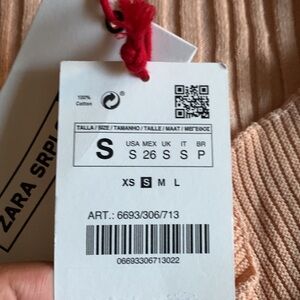 100%
Cotton
TALLA / SIZE / TAMANHO / TAILLE / MAAT / ΜΕΓΕΘΟΣ
S
USA MEX UK IT BR
S 26 S S P
XS S M L
ART.: 6693/306/713
06693306713022
ZARA SRPL